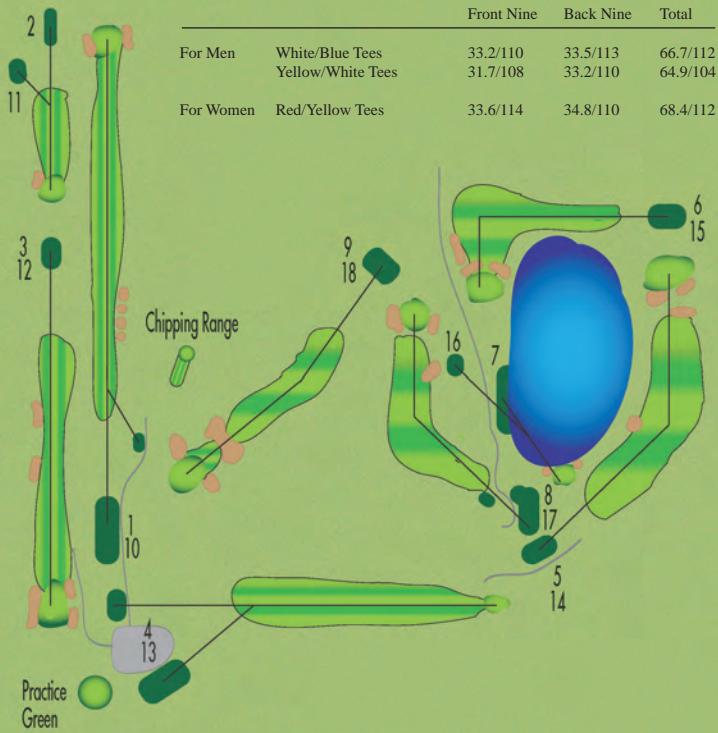 Front Nine Back Nine Total
For Men White/Blue Tees 33.2/110 33.5/113 66.7/112
Yellow/White Tees 31.7/108 33.2/110 64.9/104
For Women Red/Yellow Tees 33.6/114 34.8/110 68.4/112
2
11
3
12
9
18
6
15
Chipping Range
16
7
1
10
8
17
5
14
4
13
Practice
Green